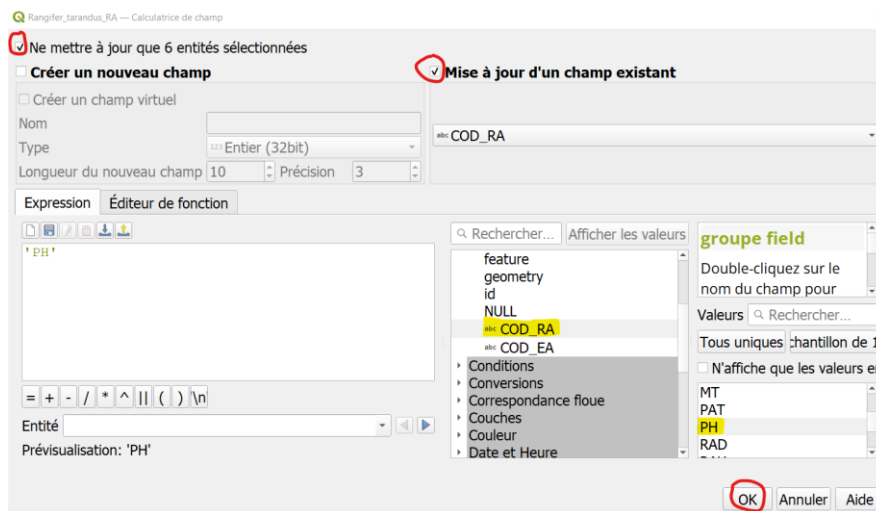 Rangifer_tarandus_RA — Calculatrice de champ
Ne mettre à jour que 6 entités sélectionnées
Créer un nouveau champ
Mise à jour d'un champ existant
Créer un champ virtuel
Nom
abc COD_RA
Type
123 Entier (32bit)
Longueur du nouveau champ 10
Précision 3
Expression
Éditeur de fonction
'PH'
= + - / * ^ || ( ) '\n'
Entité
Prévisualisation: 'PH'
Rechercher...
Afficher les valeurs
feature
geometry
id
NULL
abc COD_RA
abc COD_EA
Conditions
Conversions
Correspondance floue
Couches
Couleur
Date et Heure
groupe field
Double-cliquez sur le
nom du champ pour
Valeurs
Rechercher...
Tous uniques
chantillon de 1
N'affiche que les valeurs e
MT
PAT
PH
RAD
OK
Annuler
Aide